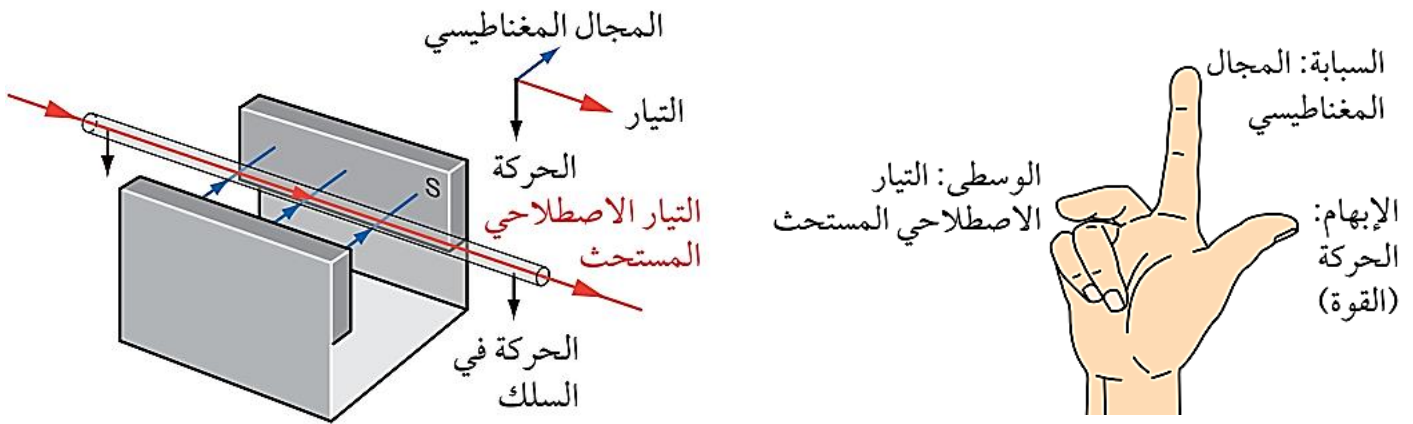 المجال المغناطيسي
التيار
الحركة
S
التيار الاصطلاحي
المستحث
الحركة في
السلك
السبابة: المجال
المغناطيسي
الوسطى: التيار
الاصطلاحي المستحث
الإبهام:
الحركة
(القوة)